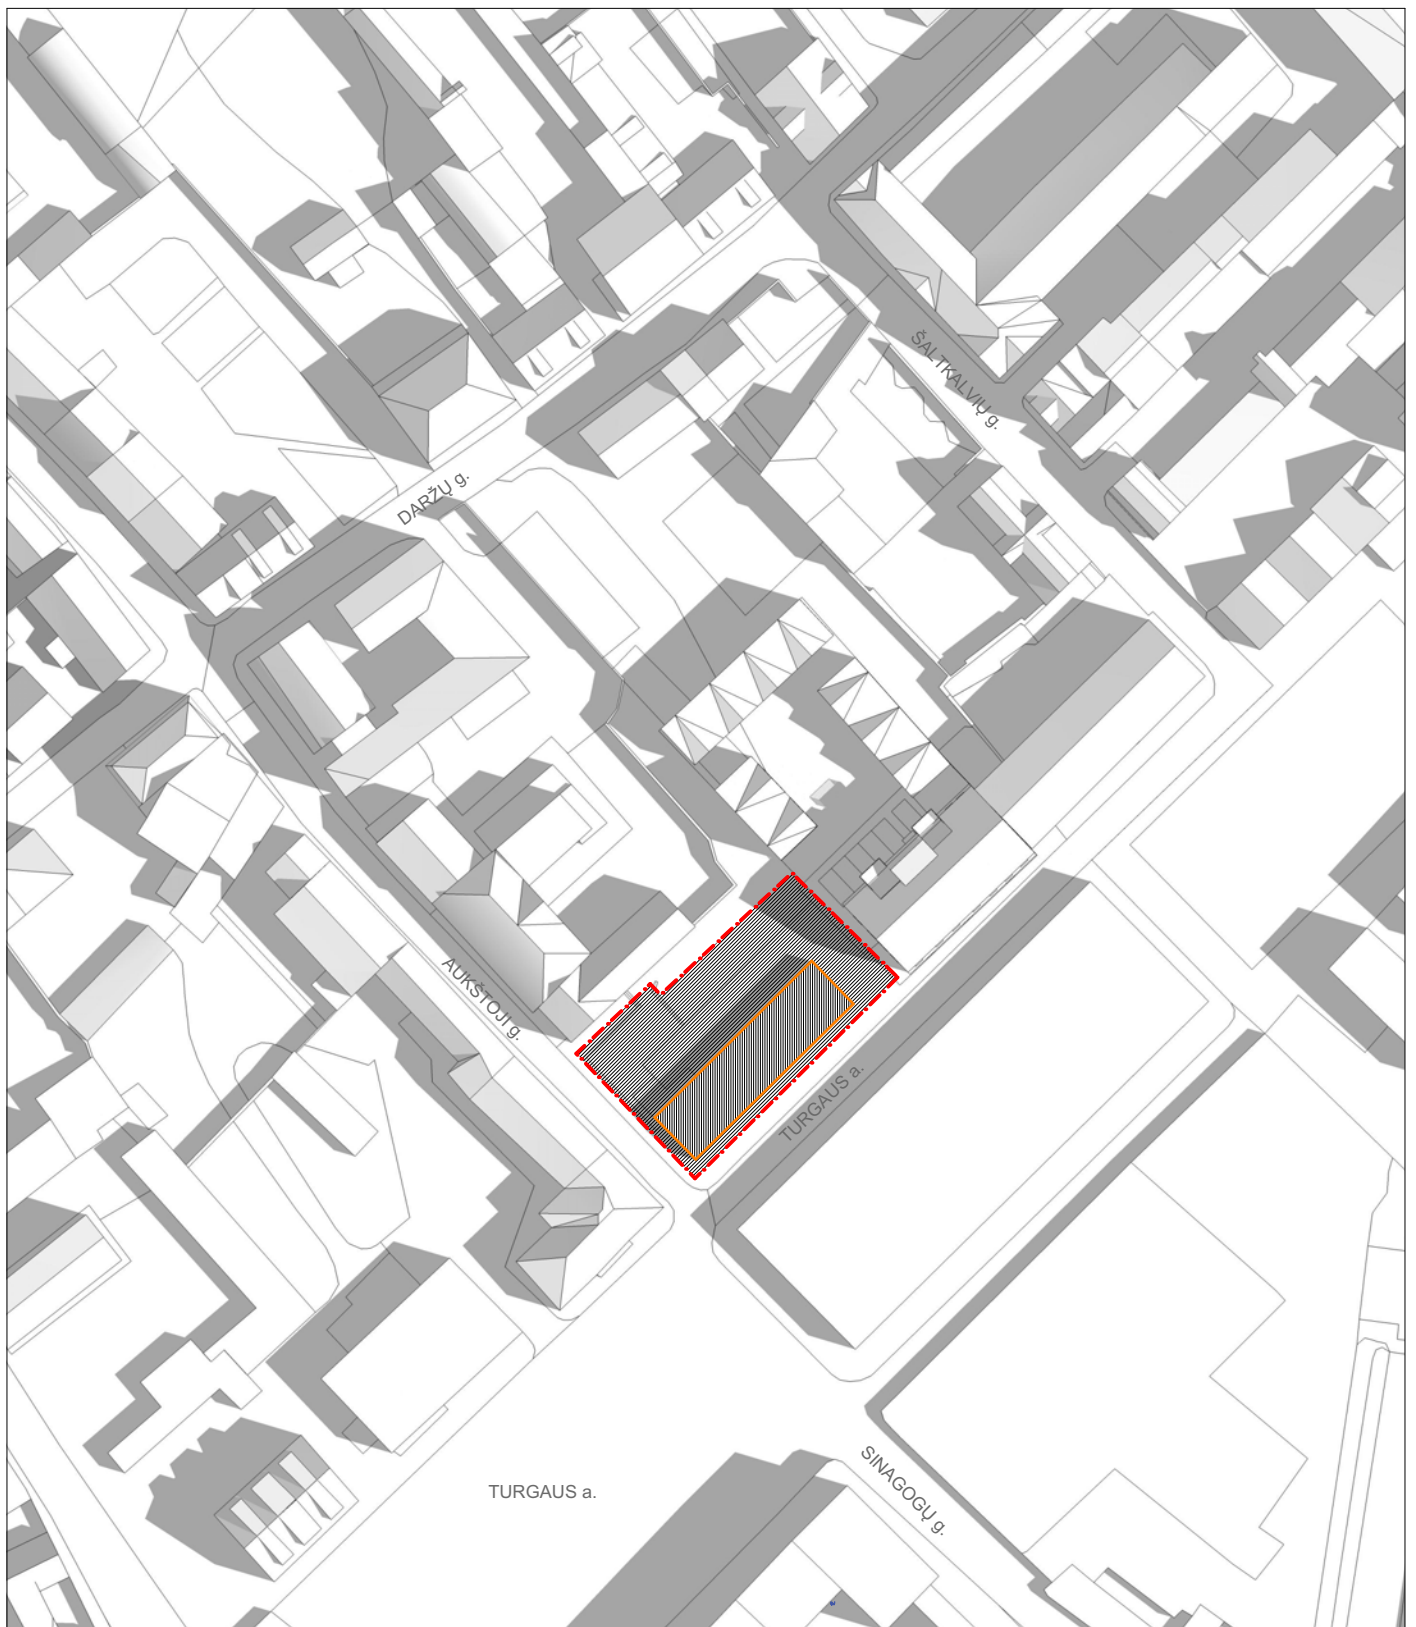 ŠALTKALVIŲ g.
DARŽŲ g.
AUKŠTOJI g.
TURGAUS a.
SINAGOGŲ g.
TURGAUS a.